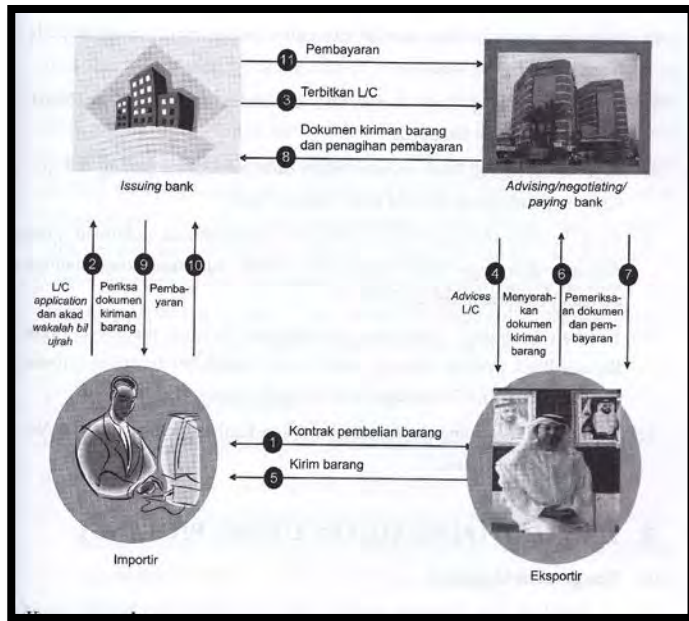 11
Pembayaran
3
Terbitkan L/C
Dokumen kiriman barang
dan penagihan pembayaran
8
Issuing bank
Advising/negotiating/
paying bank
2
9
10
L/C
application
dan akad
wakalah bil
ujrah
Periksa
dokumen
kiriman
barang
Pemba-
yaran
4
6
7
Advices
L/C
Menyerah-
kan
dokumen
kiriman
barang
Pemeriksa-
an dokumen
dan pem-
bayaran
1
Kontrak pembelian barang
5
Kirim barang
Importir
Eksportir